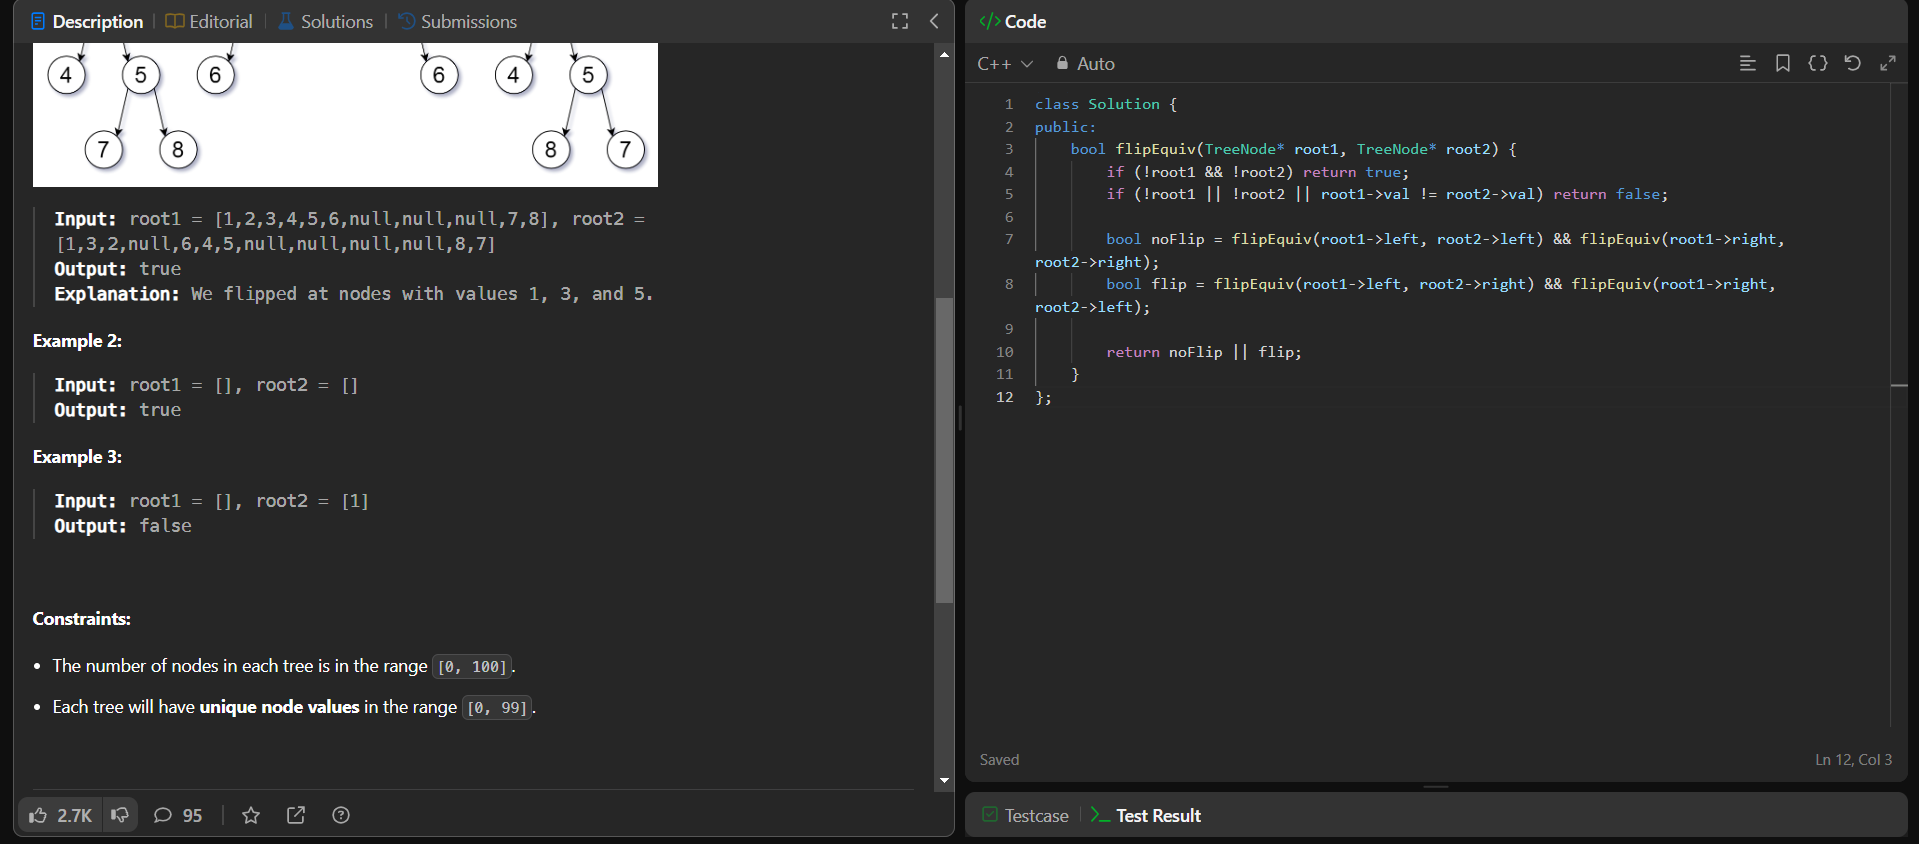 Description
Editorial
Solutions
Submissions
4 5 6 6 4 5
7 8 8 7
Input: root1 = [1,2,3,4,5,6,null,null,null,7,8], root2 =
[1,3,2,null,6,4,5,null,null,null,null,8,7]
Output: true
Explanation: We flipped at nodes with values 1, 3, and 5.
Example 2:
Input: root1 = [], root2 = []
Output: true
Example 3:
Input: root1 = [], root2 = [1]
Output: false
Constraints:
• The number of nodes in each tree is in the range [0, 100].
• Each tree will have unique node values in the range [0, 99].
2.7K
95
</> Code
C++
Auto
1 class Solution {
2 public:
3 bool flipEquiv(TreeNode* root1, TreeNode* root2) {
4 if (!root1 && !root2) return true;
5 if (!root1 || !root2 || root1->val != root2->val) return false;
6
7 bool noFlip = flipEquiv(root1->left, root2->left) && flipEquiv(root1->right,
root2->right);
8 bool flip = flipEquiv(root1->left, root2->right) && flipEquiv(root1->right,
root2->left);
9
10 return noFlip || flip;
11 }
12 };
Saved
Ln 12, Col 3
Testcase
Test Result